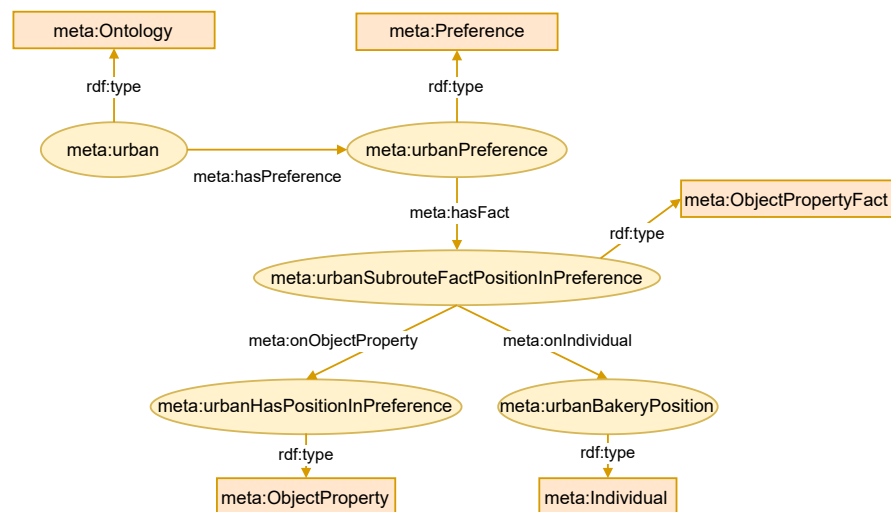 meta:Ontology
meta:Preference
rdf:type
rdf:type
meta:urban
meta:urbanPreference
meta:hasPreference
meta:ObjectPropertyFact
meta:hasFact
rdf:type
meta:urbanSubrouteFactPositionInPreference
meta:onObjectProperty
meta:onIndividual
meta:urbanHasPositionInPreference
meta:urbanBakeryPosition
rdf:type
rdf:type
meta:ObjectProperty
meta:Individual